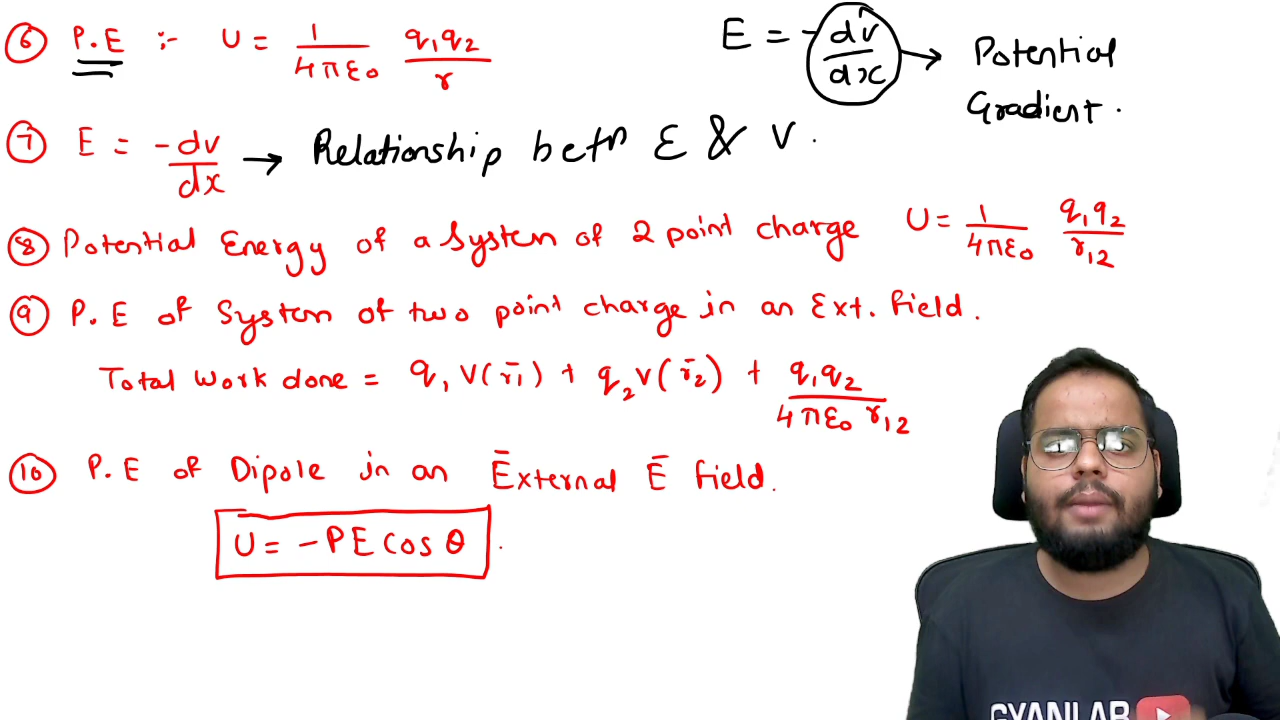 ⑥ P.E :- U = 1/4πε₀ q₁q₂/r
E = -dv/dx → Potential Gradient.
⑦ E = -dv/dx → Relationship betⁿ E & V.
⑧ Potential Energy of a System of 2 point charge U = 1/4πε₀ q₁q₂/r₁₂
⑨ P.E of System of two point charge in an Ext. field.
Total work done = q₁V(r̄₁) + q₂V(r̄₂) + q₁q₂/4πε₀ r₁₂
⑩ P.E of Dipole in an External Ē field.
U = -PE cos θ
GYANLAB